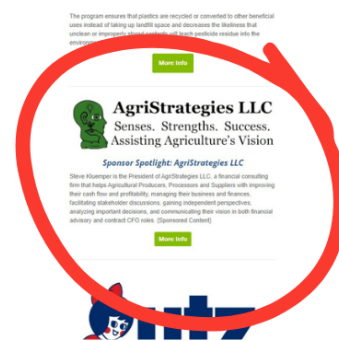 The program ensures that plastics are recycled or converted to other beneficial
uses instead of taking up landfill space and decreases the likeliness that
unclean or improperly stored containers will leach pesticide residue into the
More Info
AgriStrategies LLC
Senses. Strengths. Success.
Assisting Agriculture's Vision
Sponsor Spotlight: AgriStrategies LLC
Steve Kluemper is the President of AgriStrategies LLC, a financial consulting
firm that helps Agricultural Producers, Processors and Suppliers with improving
their cash flow and profitability, managing their business and finances,
facilitating stakeholder discussions, gaining independent perspectives,
analyzing important decisions, and communicating their vision in both financial
advisory and contract CFO roles. [Sponsored Content]
More Info
utz